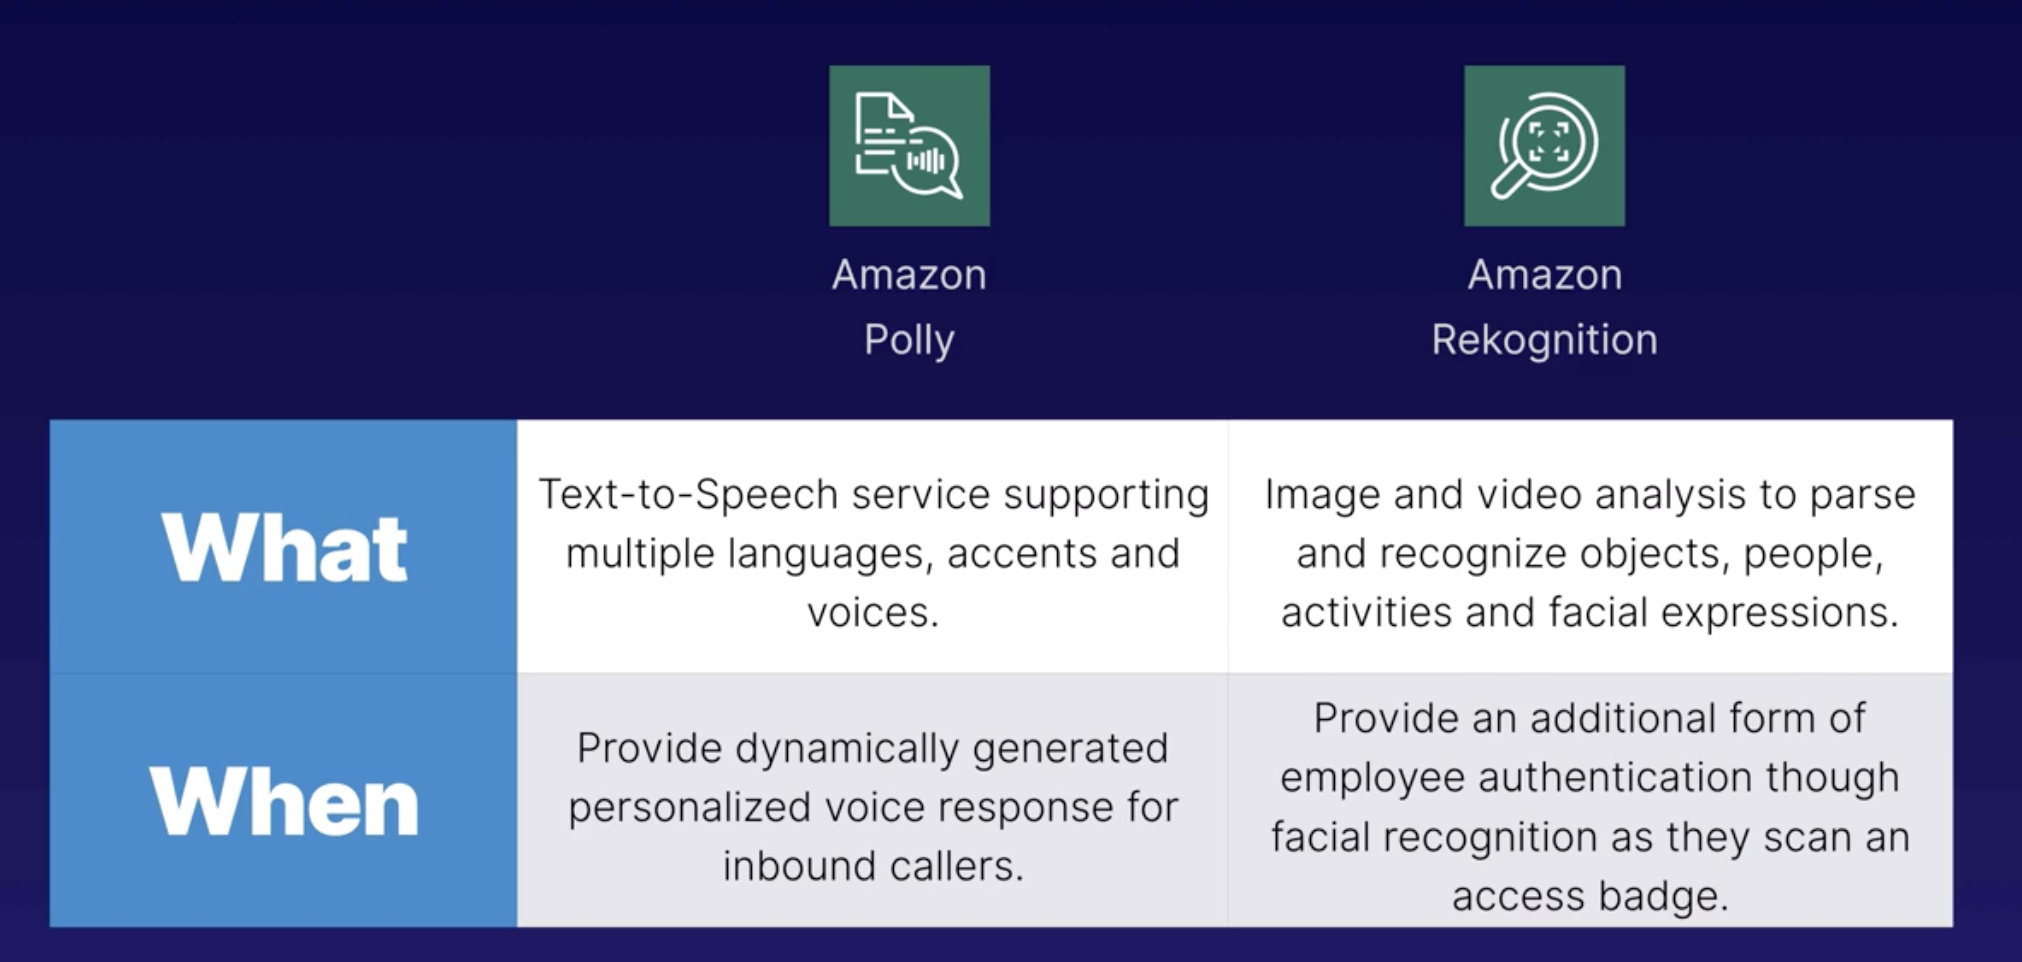 Amazon
Polly
Amazon
Rekognition
What
Text-to-Speech service supporting
multiple languages, accents and
voices.
Image and video analysis to parse
and recognize objects, people,
activities and facial expressions.
When
Provide dynamically generated
personalized voice response for
inbound callers.
Provide an additional form of
employee authentication though
facial recognition as they scan an
access badge.